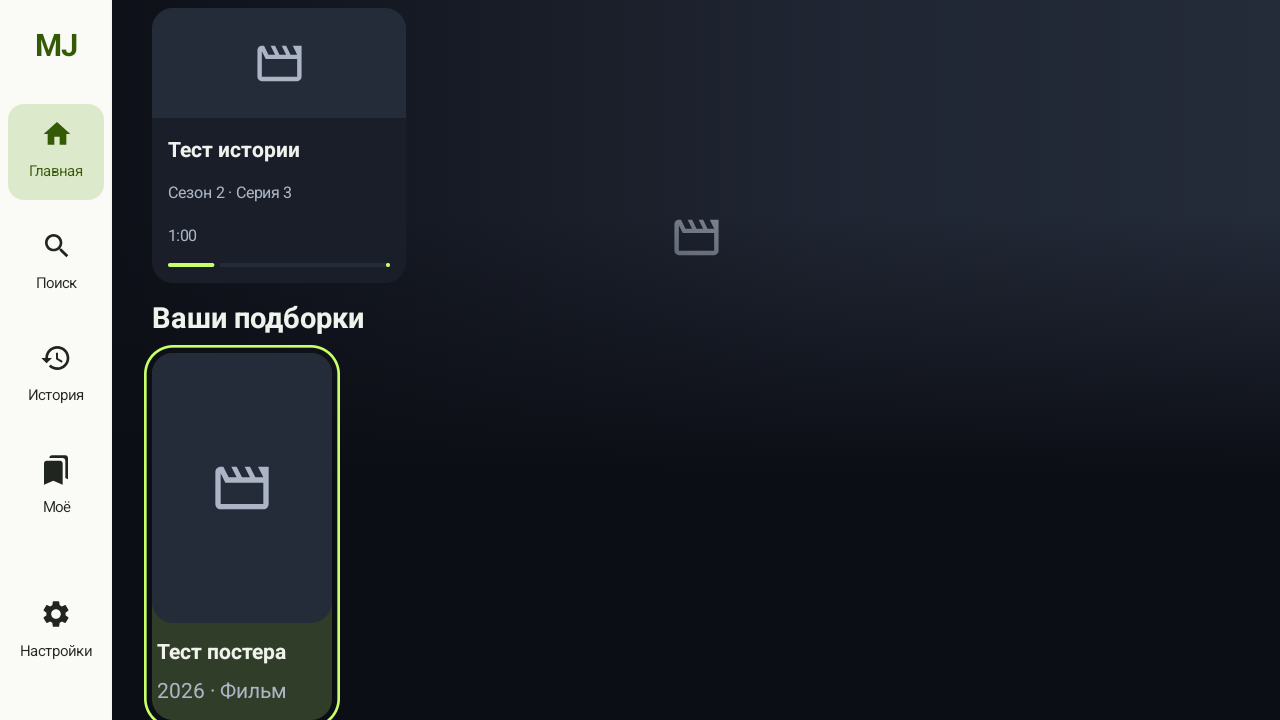 MJ
Главная
Поиск
История
Моё
Настройки
Тест истории
Сезон 2 · Серия 3
1:00
Ваши подборки
Тест постера
2026 · Фильм